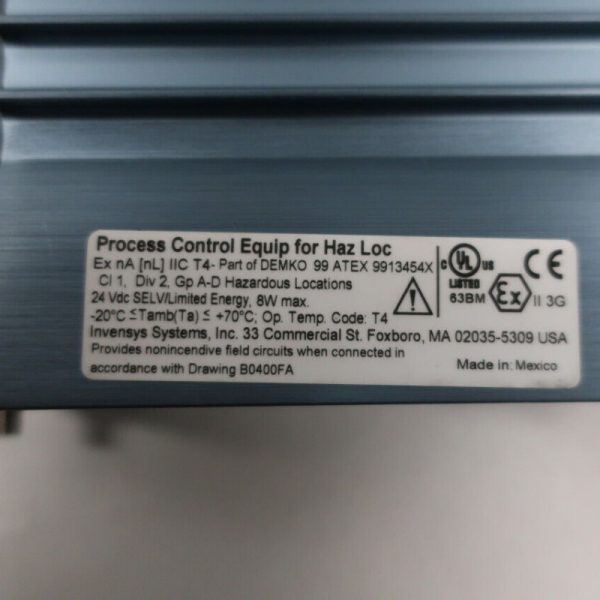 Process Control Equip for Haz Loc
Ex nA [nL] IIC T4- Part of DEMKO 99 ATEX 9913454X
Cl 1, Div 2, Gp A-D Hazardous Locations
24 Vdc SELV/Limited Energy, 8W max.
-20°C ≤Tamb(Ta) ≤ +70°C; Op. Temp. Code: T4
Invensys Systems, Inc. 33 Commercial St. Foxboro, MA 02035-5309 USA
Provides nonincendive field circuits when connected in
accordance with Drawing B0400FA
Made in: Mexico
C UL US
LISTED
63BM
CE
Ex II 3G